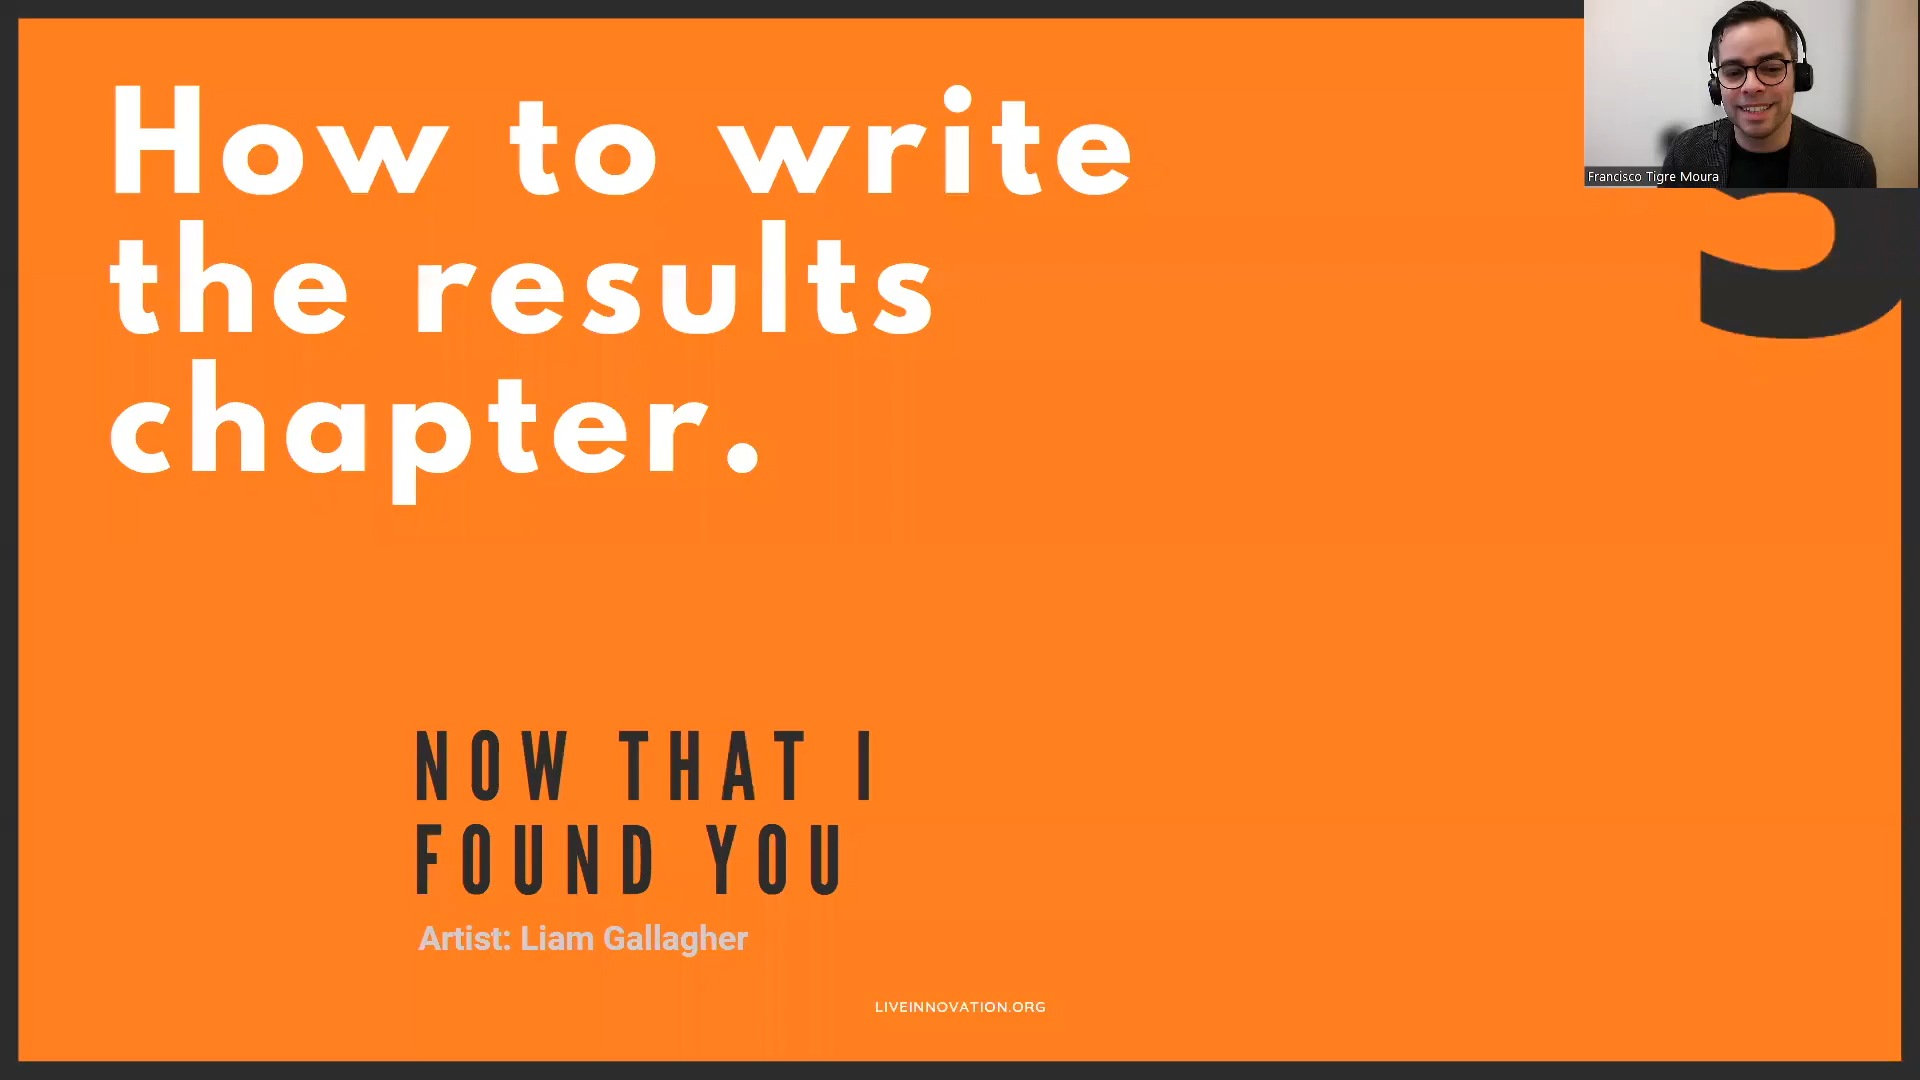 How to write
the results
chapter.
Francisco Tigre Moura
NOW THAT I
FOUND YOU
Artist: Liam Gallagher
LIVEINNOVATION.ORG